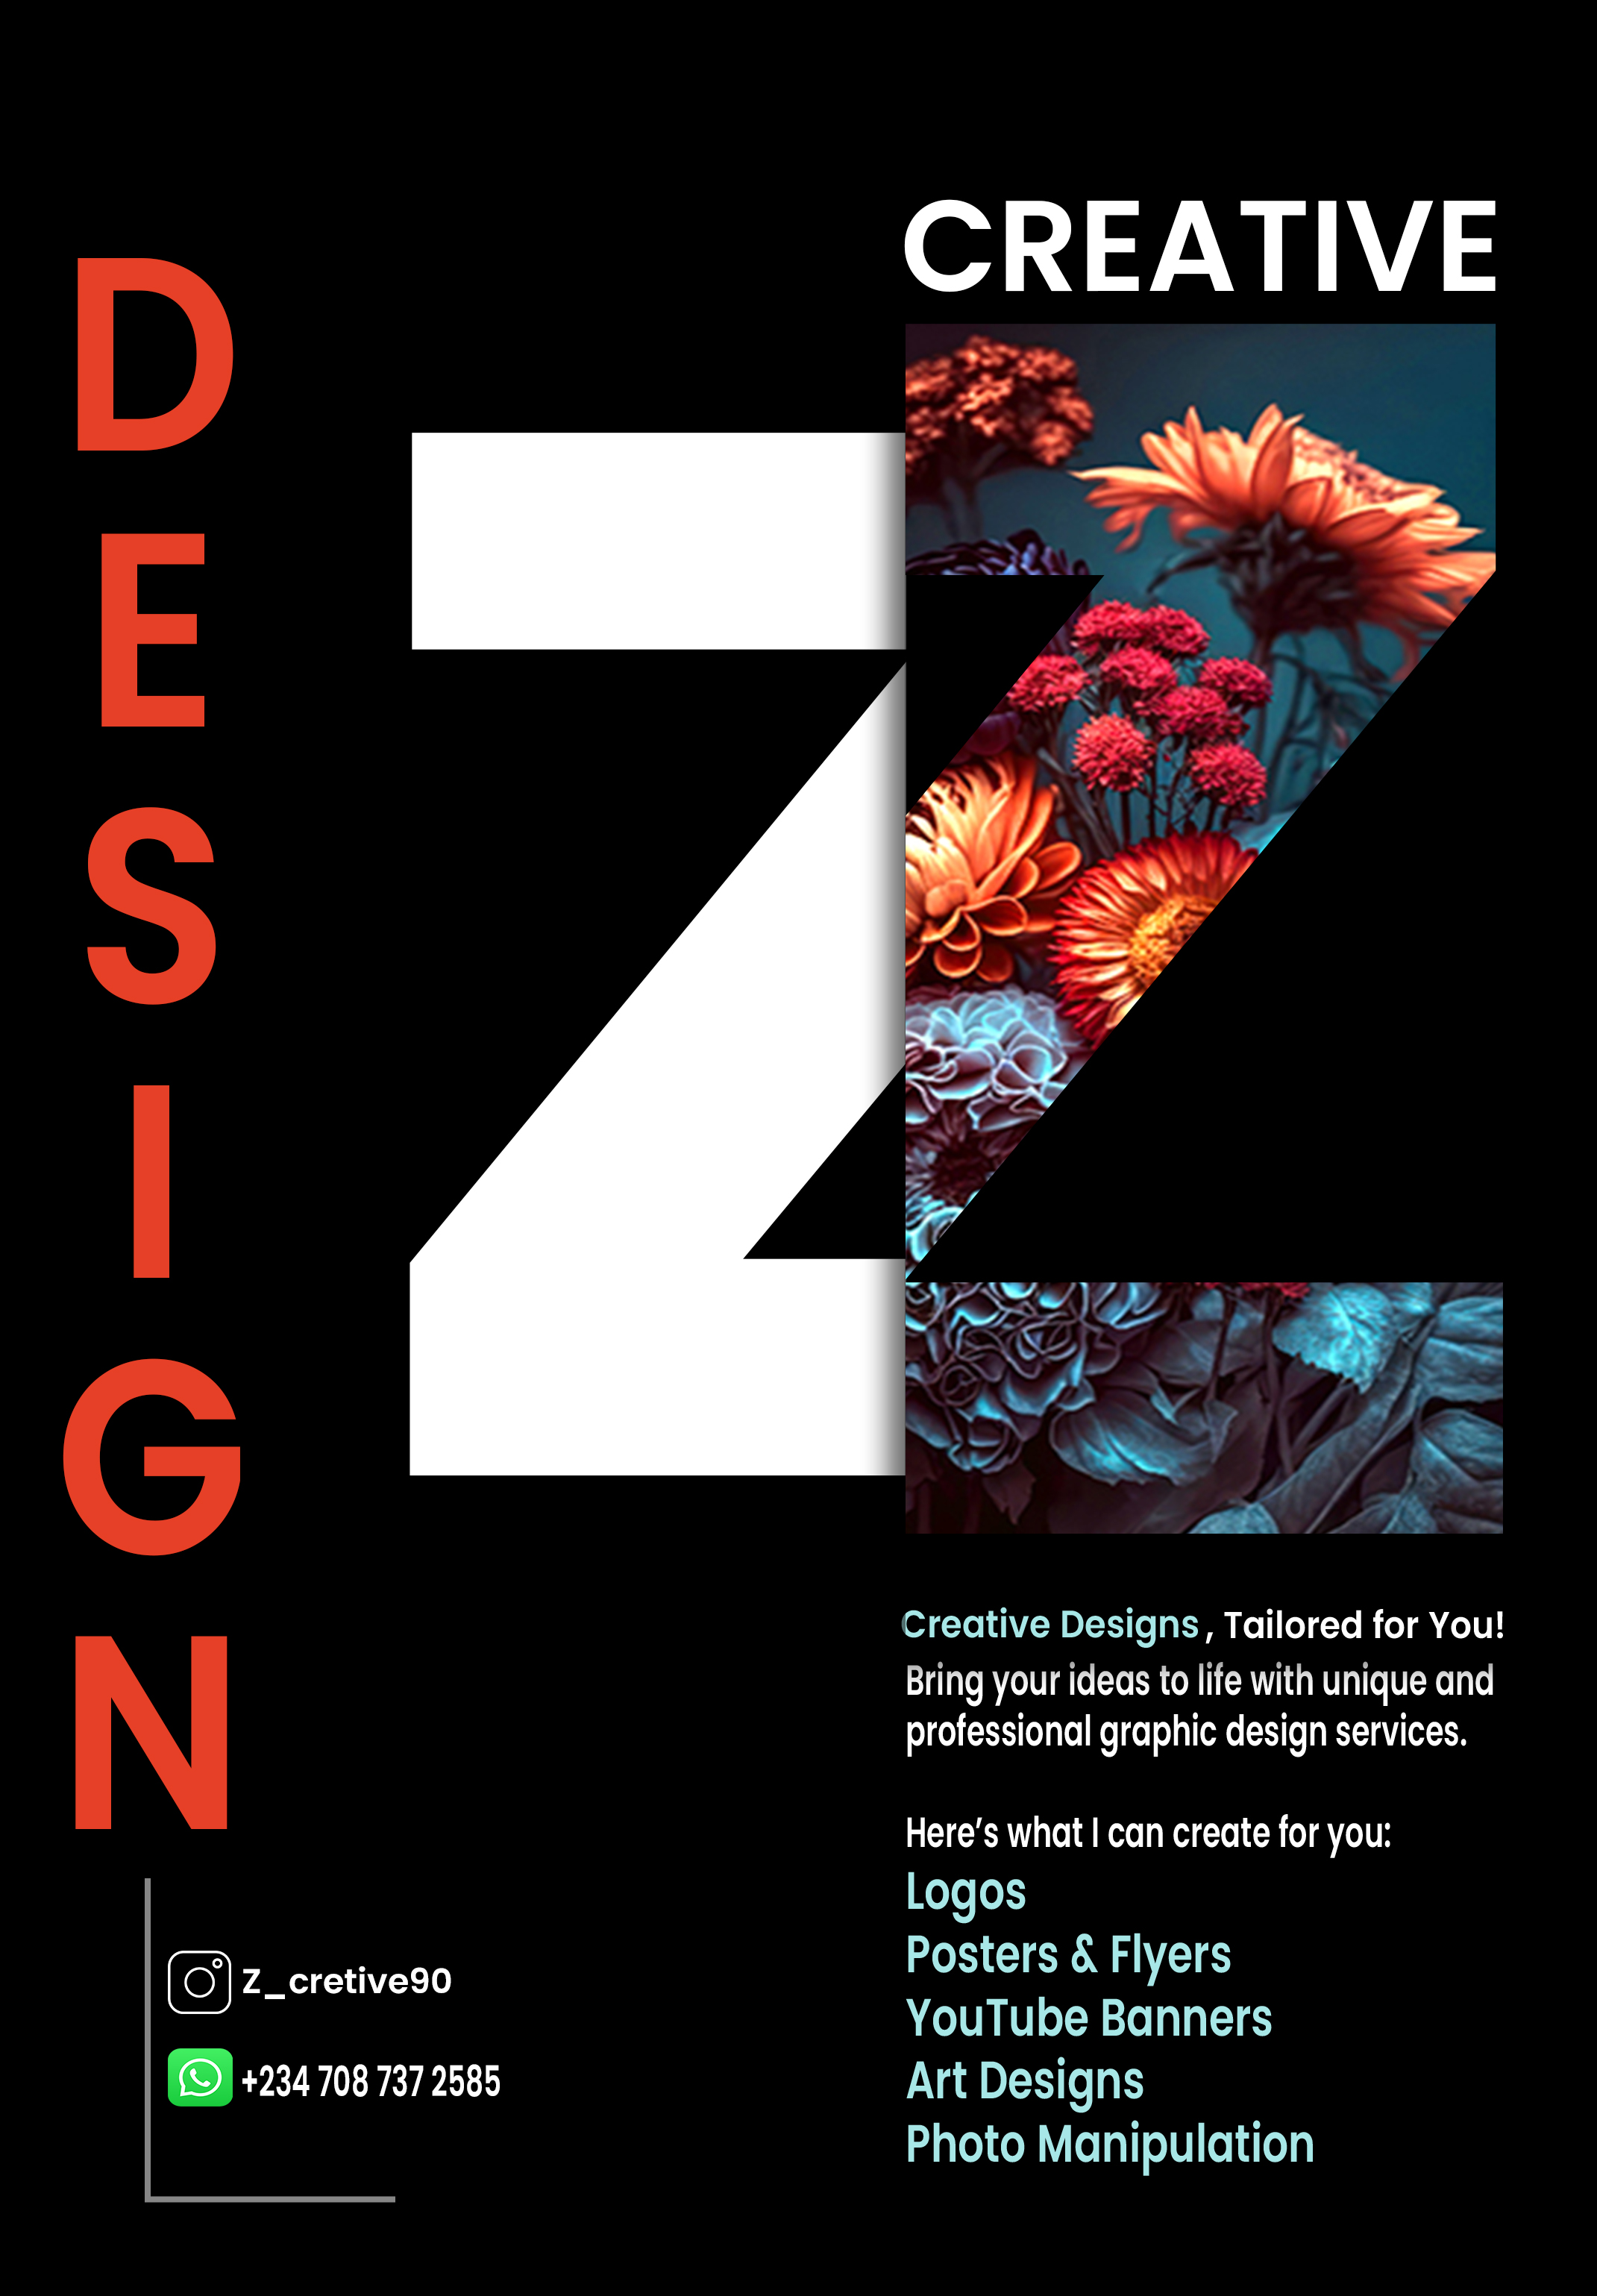 CREATIVE
DESIGN
Z
Creative Designs , Tailored for You!
Bring your ideas to life with unique and
professional graphic design services.
Here’s what I can create for you:
Logos
Posters & Flyers
YouTube Banners
Art Designs
Photo Manipulation
Z_cretive90
+234 708 737 2585